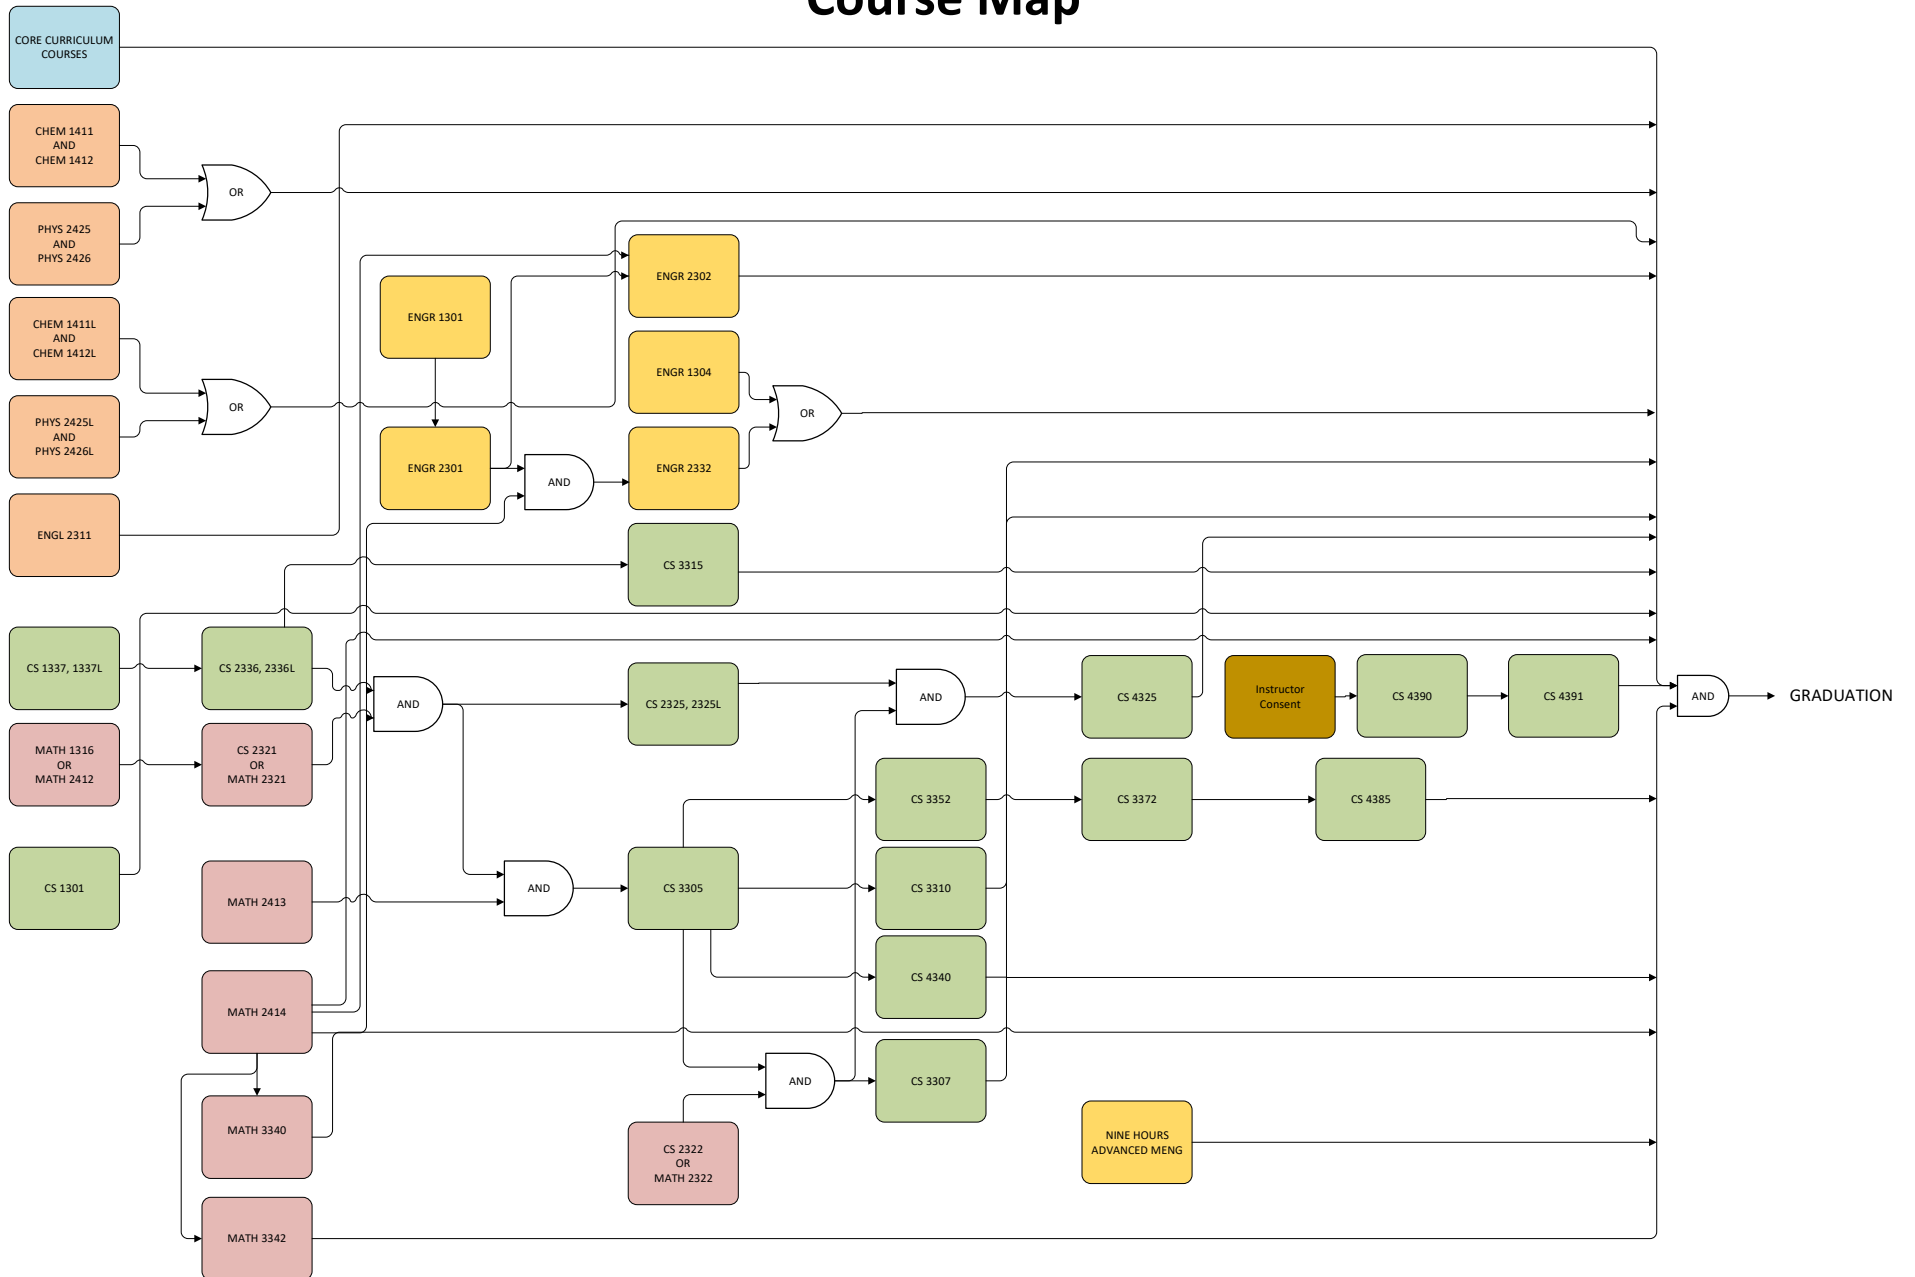 Course Map
CORE CURRICULUM
COURSES
CHEM 1411
AND
CHEM 1412
OR
PHYS 2425
AND
PHYS 2426
CHEM 1411L
AND
CHEM 1412L
OR
PHYS 2425L
AND
PHYS 2426L
ENGL 2311
ENGR 1301
ENGR 2301
AND
ENGR 2302
ENGR 1304
OR
ENGR 2332
CS 3315
CS 1337, 1337L
CS 2336, 2336L
AND
CS 2325, 2325L
AND
CS 4325
Instructor
Consent
CS 4390
CS 4391
AND
GRADUATION
MATH 1316
OR
MATH 2412
CS 2321
OR
MATH 2321
CS 3352
CS 3372
CS 4385
CS 1301
MATH 2413
AND
CS 3305
CS 3310
CS 4340
MATH 2414
AND
CS 3307
MATH 3340
CS 2322
OR
MATH 2322
NINE HOURS
ADVANCED MENG
MATH 3342